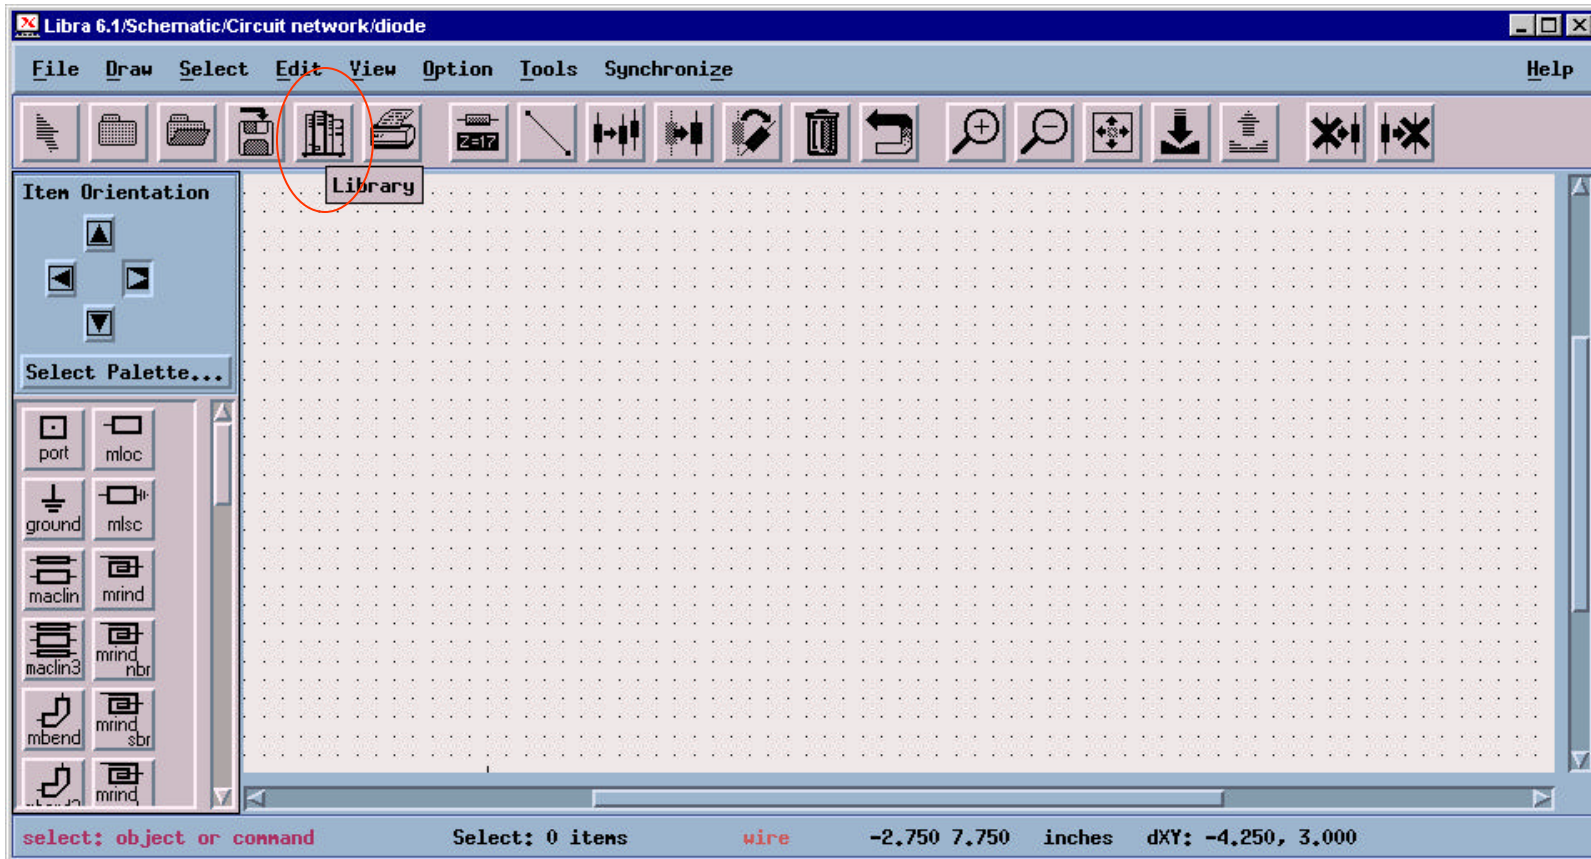 Libra 6.1/Schematic/Circuit network/diode
File Draw Select Edit View Option Tools Synchronize Help
Z=17
Library
Item Orientation
Select Palette...
port mloc
ground mlsc
maclin mrind
maclin3 mrind nbr
mbend mrind sbr
mrind
select: object or command Select: 0 items wire -2.750 7.750 inches dXY: -4.250, 3.000